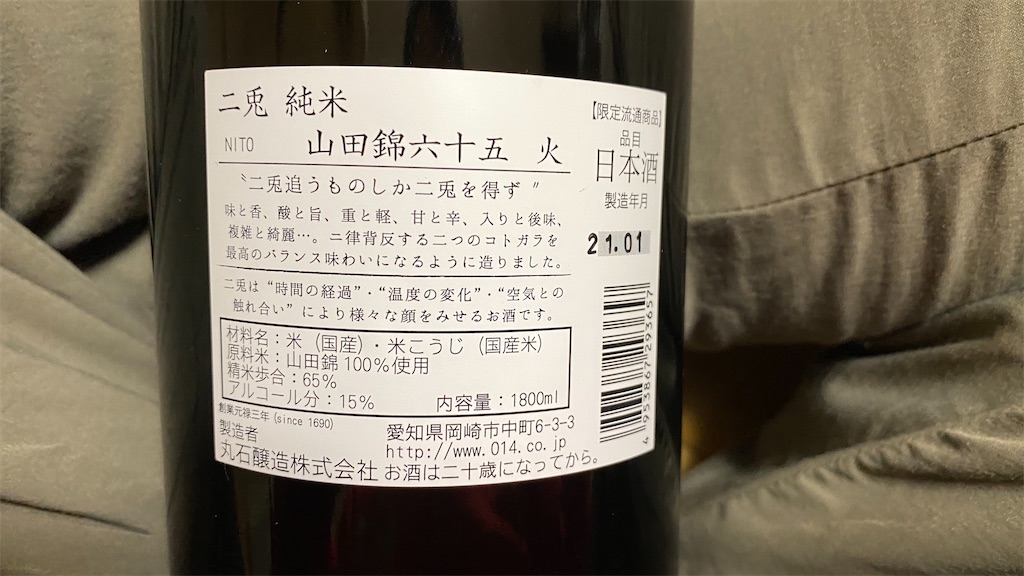 二兎 純米
NITO 山田錦六十五 火
〝二兎追うものしか二兎を得ず〟
味と香、酸と旨、重と軽、甘と辛、入りと後味、
複雑と綺麗…。二律背反する二つのコトガラを
最高のバランス味わいになるように造りました。
二兎は“時間の経過”・“温度の変化”・“空気との
触れ合い”により様々な顔をみせるお酒です。
材料名：米（国産）・米こうじ（国産米）
原料米：山田錦100%使用
精米歩合：65%
アルコール分：15% 内容量：1800ml
創業元禄三年 (since 1690)
製造者
丸石醸造株式会社
愛知県岡崎市中町6-3-3
http://www.014.co.jp
お酒は二十歳になってから。
【限定流通商品】
品目
日本酒
製造年月
21.01
4953867293657